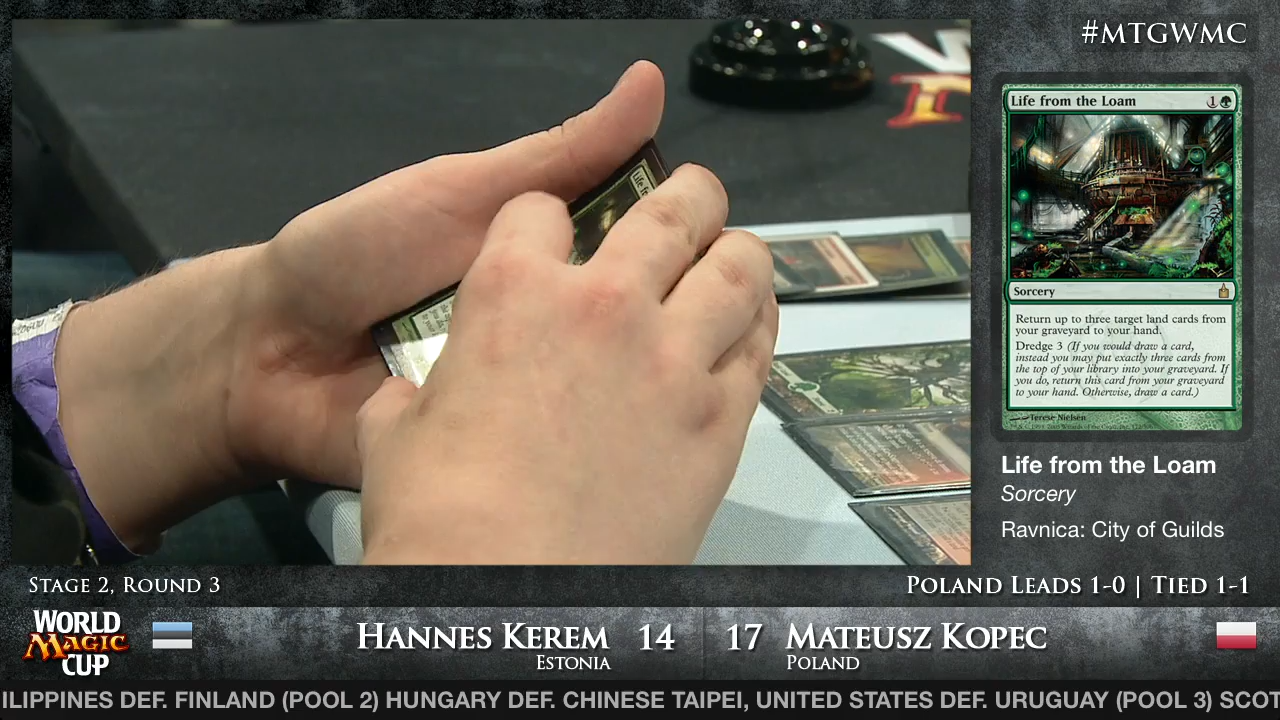 #MTGWMC
Life from the Loam 1
Sorcery
Return up to three target land cards from
your graveyard to your hand.
Dredge 3 (If you would draw a card,
instead you may put exactly three cards from
the top of your library into your graveyard. If
you do, return this card from your graveyard
to your hand. Otherwise, draw a card.)
Terese Nielsen
Life from the Loam
Sorcery
Ravnica: City of Guilds
Stage 2, Round 3
Poland Leads 1-0 | Tied 1-1
WORLD
Magic
CUP
Hannes Kerem 14
Estonia
17 Mateusz Kopec
Poland
ILIPPINES DEF. FINLAND (POOL 2) HUNGARY DEF. CHINESE TAIPEI, UNITED STATES DEF. URUGUAY (POOL 3) SCOT